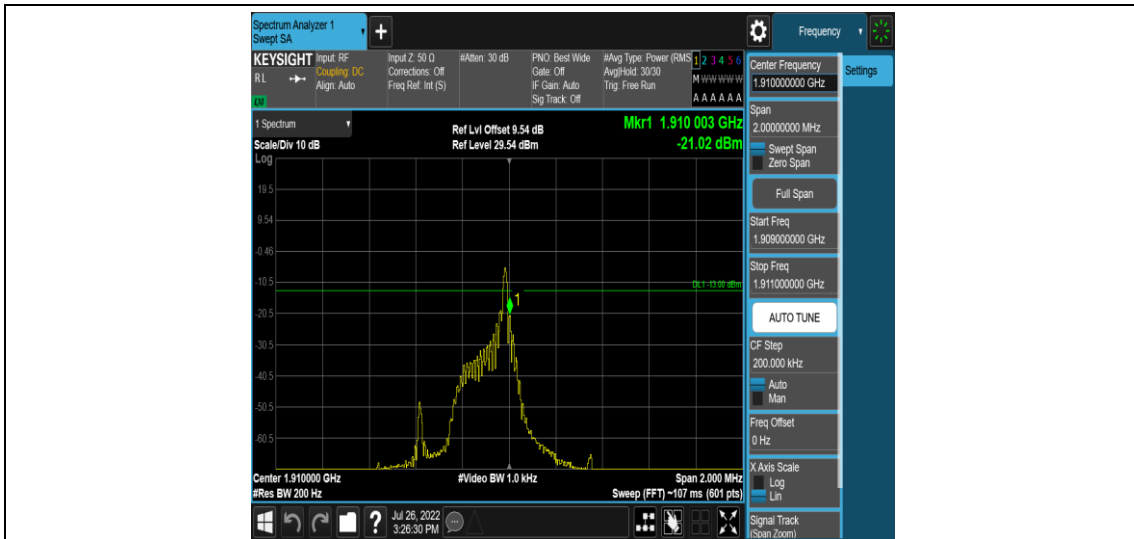 Spectrum Analyzer 1
Swept SA
+
Frequency
KEYSIGHT
RL
LM
Input: RF
Coupling: DC
Align: Auto
Input Z: 50 Ω
Corrections: Off
Freq Ref: Int (S)
#Atten: 30 dB
PNO: Best Wide
Gate: Off
IF Gain: Auto
Sig Track: Off
#Avg Type: Power (RMS
Avg|Hold: 30/30
Trig: Free Run
1 2 3 4 5 6
M W W W W W
A A A A A A
1 Spectrum
Scale/Div 10 dB
Log
Ref Lvl Offset 9.54 dB
Ref Level 29.54 dBm
Mkr1 1.910 003 GHz
-21.02 dBm
19.5
9.54
-0.46
-10.5
DL1 -13.00 dBm
1
-20.5
-30.5
-40.5
-50.5
-60.5
Center 1.910000 GHz
#Res BW 200 Hz
#Video BW 1.0 kHz
Span 2.000 MHz
Sweep (FFT) ~107 ms (601 pts)
?
Jul 26, 2022
3:26:30 PM
Center Frequency
1.910000000 GHz
Settings
Span
2.00000000 MHz
Swept Span
Zero Span
Full Span
Start Freq
1.909000000 GHz
Stop Freq
1.911000000 GHz
AUTO TUNE
CF Step
200.000 kHz
Auto
Man
Freq Offset
0 Hz
X Axis Scale
Log
Lin
Signal Track
(Span Zoom)